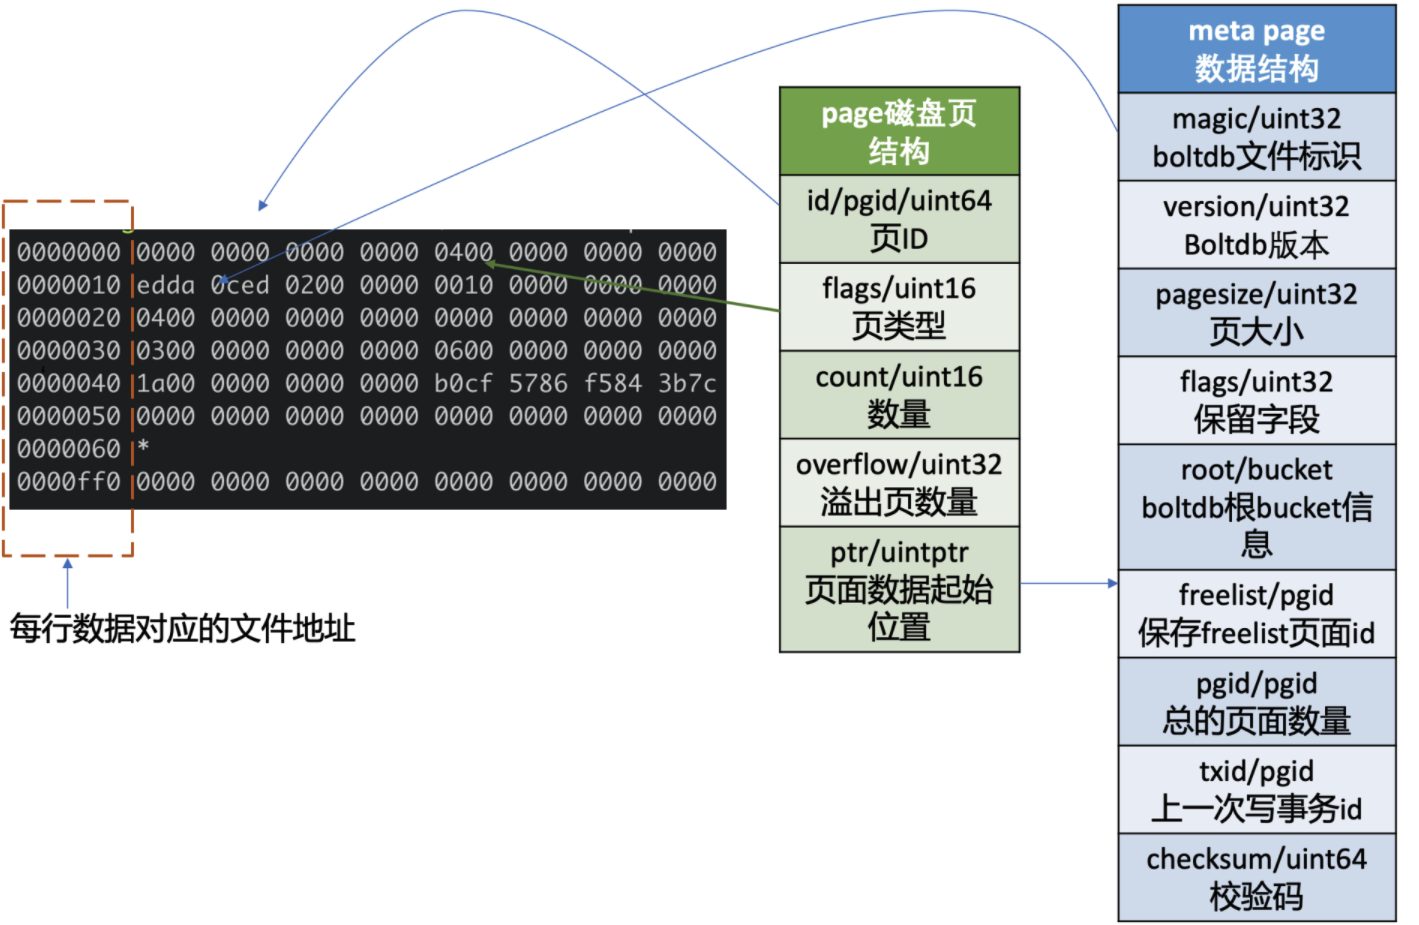 0000000 0000 0000 0000 0000 0400 0000 0000 0000
0000010 edda 0ced 0200 0000 0010 0000 0000 0000
0000020 0400 0000 0000 0000 0000 0000 0000 0000
0000030 0300 0000 0000 0000 0600 0000 0000 0000
0000040 1a00 0000 0000 0000 b0cf 5786 f584 3b7c
0000050 0000 0000 0000 0000 0000 0000 0000 0000
0000060 *
0000ff0 0000 0000 0000 0000 0000 0000 0000 0000
每行数据对应的文件地址
page磁盘页
结构
id/pgid/uint64
页ID
flags/uint16
页类型
count/uint16
数量
overflow/uint32
溢出页数量
ptr/uintptr
页面数据起始
位置
meta page
数据结构
magic/uint32
boltdb文件标识
version/uint32
Boltdb版本
pagesize/uint32
页大小
flags/uint32
保留字段
root/bucket
boltdb根bucket信
息
freelist/pgid
保存freelist页面id
pgid/pgid
总的页面数量
txid/pgid
上一次写事务id
checksum/uint64
校验码